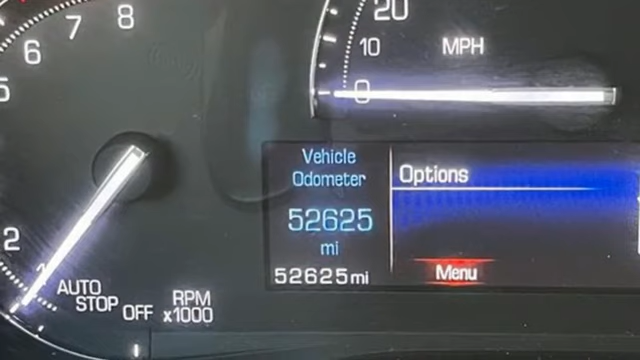 8
7
6
5
2
1
AUTO
STOP
OFF
RPM
x1000
20
10
0
MPH
Vehicle
Odometer
52625
mi
52625mi
Options
Menu